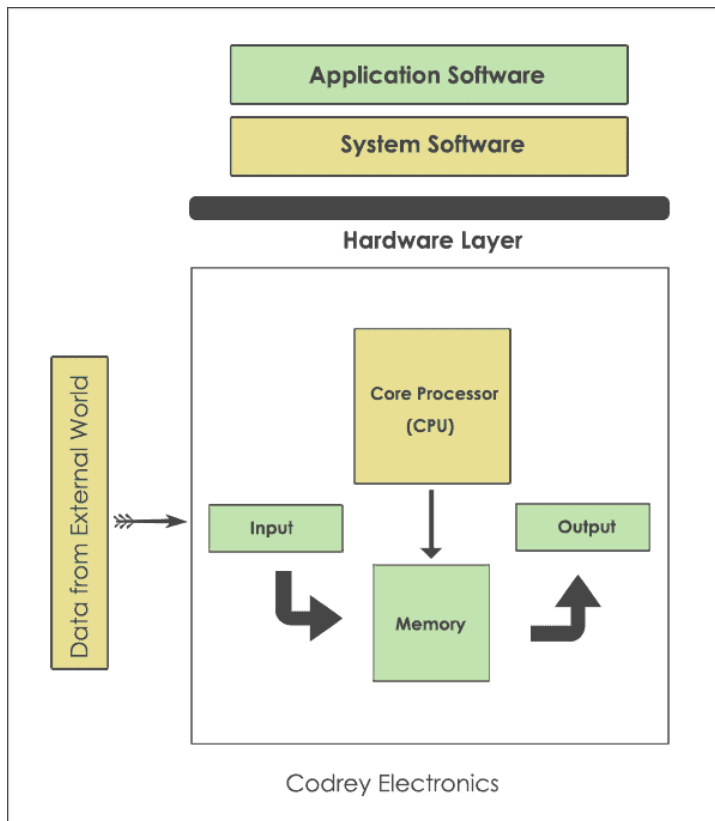 Application Software
System Software
Hardware Layer
Data from External World
Core Processor
(CPU)
Input
Output
Memory
Codrey Electronics